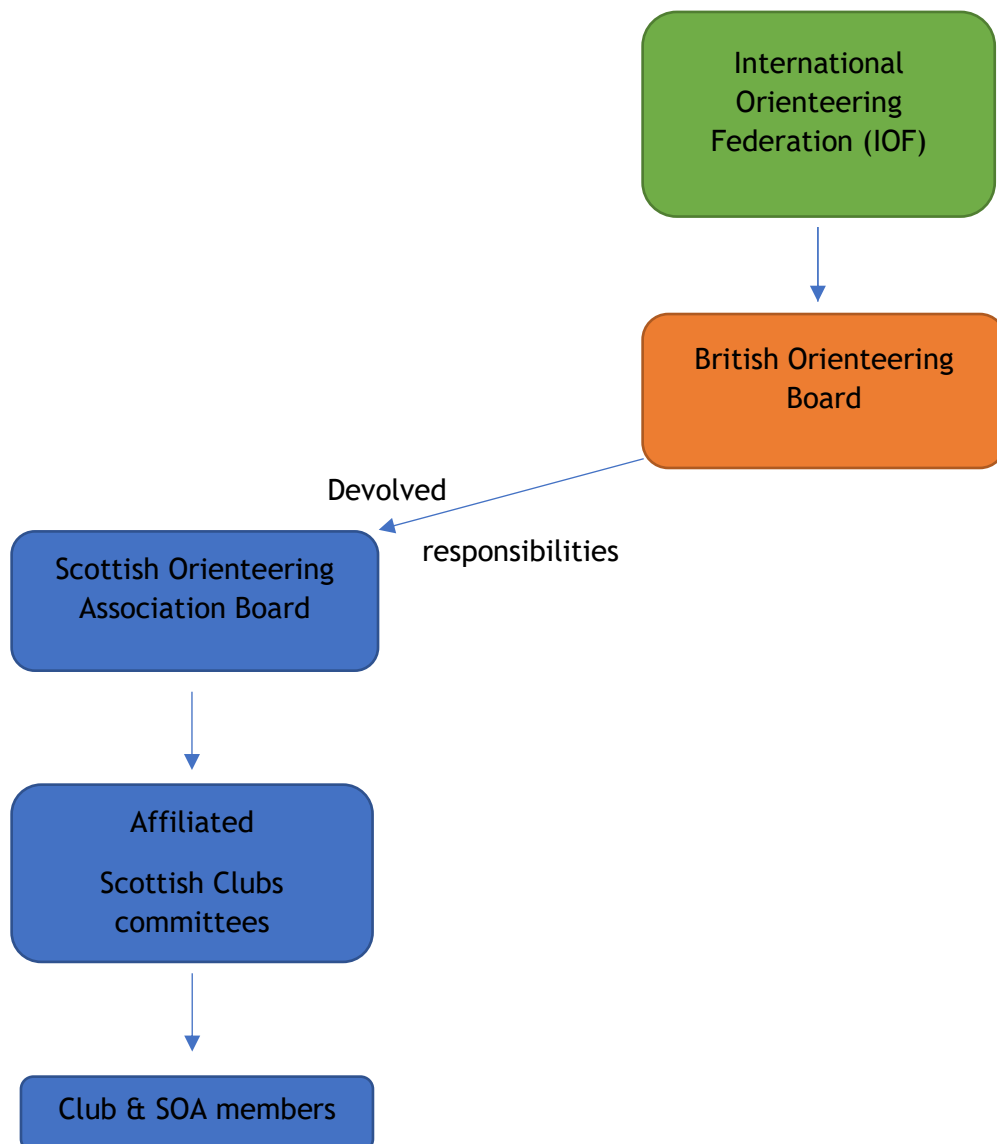 International
Orienteering
Federation (IOF)
British Orienteering
Board
Devolved
responsibilities
Scottish Orienteering
Association Board
Affiliated
Scottish Clubs
committees
Club & SOA members